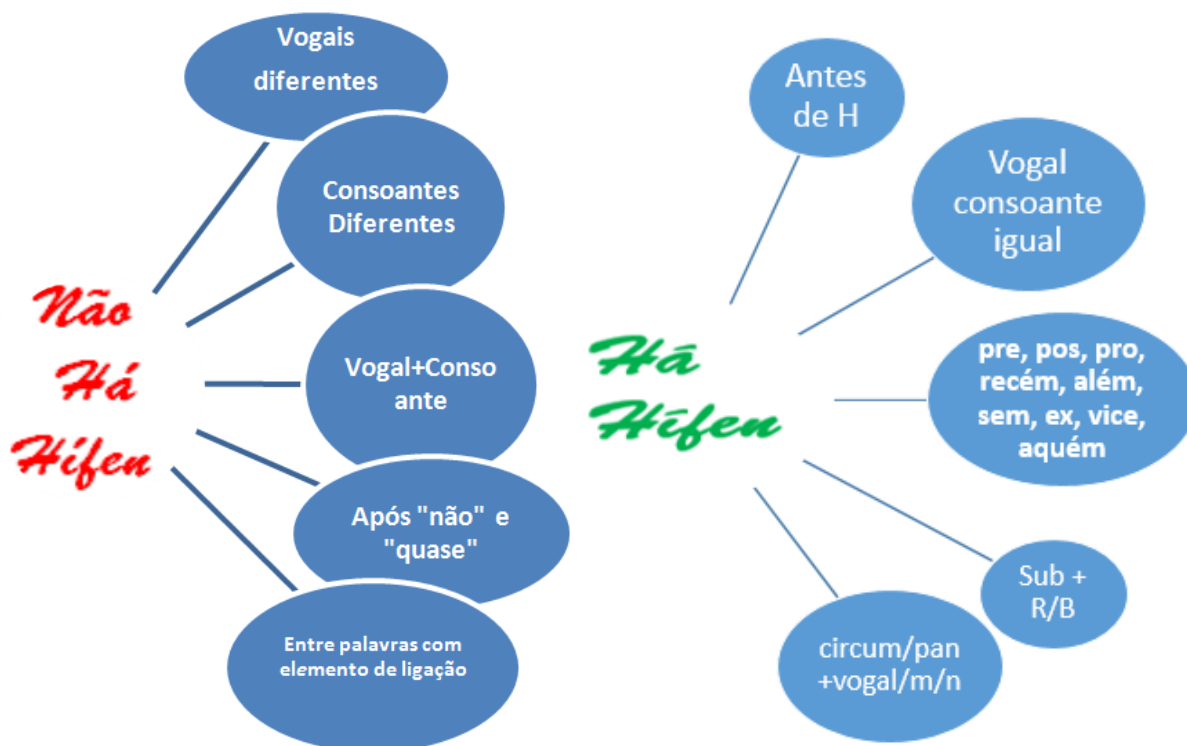 Não
Há
Hífen
Vogais
diferentes
Consoantes
Diferentes
Vogal+Conso
ante
Após "não" e
"quase"
Entre palavras com
elemento de ligação
Há
Hífen
Antes
de H
Vogal
consoante
igual
pre, pos, pro,
recém, além,
sem, ex, vice,
aquém
Sub +
R/B
circum/pan
+vogal/m/n